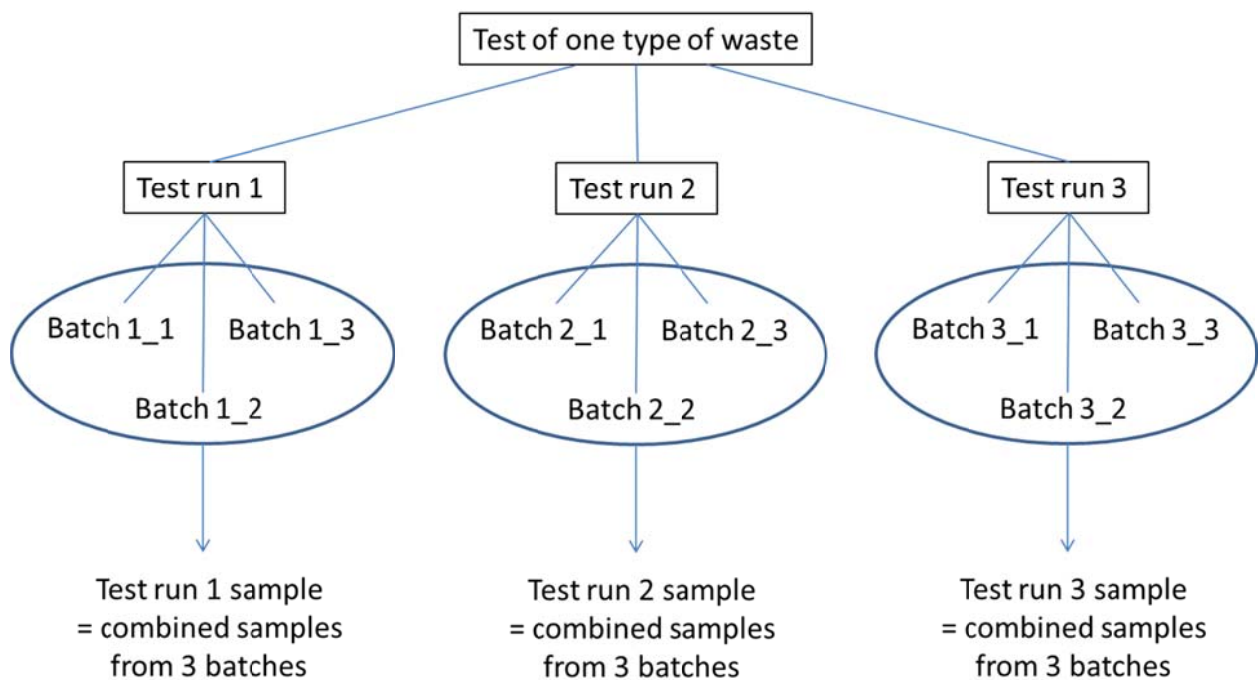 Test of one type of waste
Test run 1
Test run 2
Test run 3
Batch 1_1
Batch 1_3
Batch 1_2
Batch 2_1
Batch 2_3
Batch 2_2
Batch 3_1
Batch 3_3
Batch 3_2
Test run 1 sample
= combined samples
from 3 batches
Test run 2 sample
= combined samples
from 3 batches
Test run 3 sample
= combined samples
from 3 batches